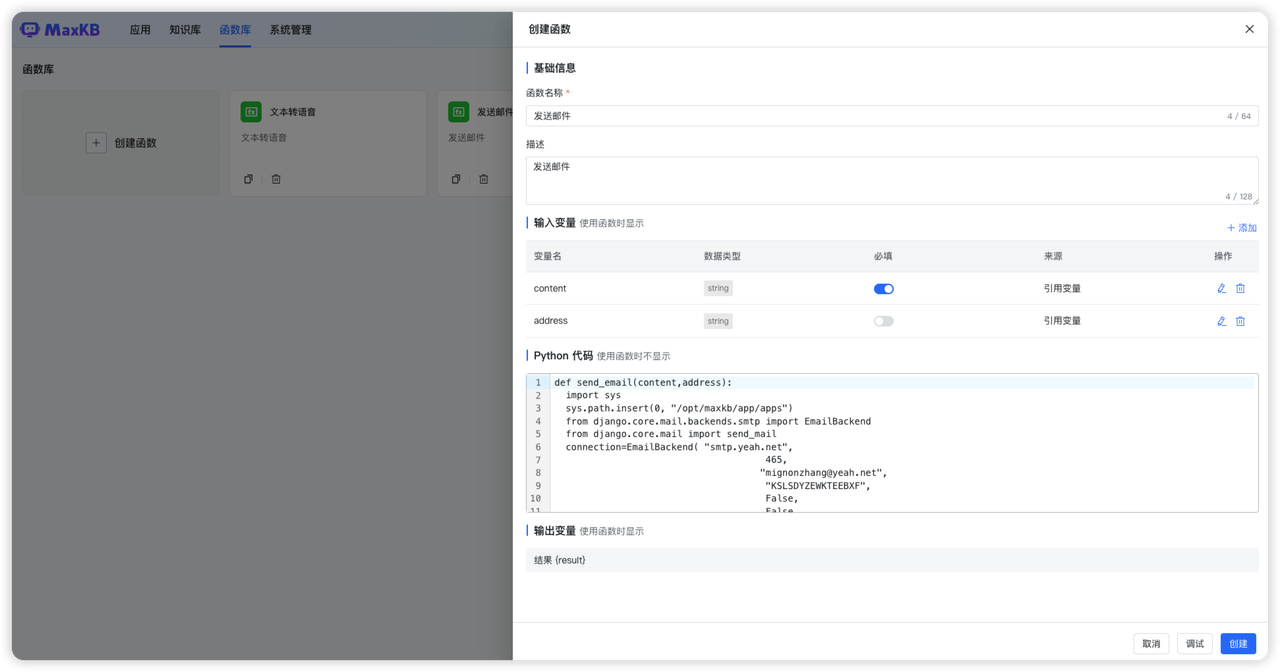 MaxKB 应用 知识库 函数库 系统管理
函数库
创建函数
文本转语音
文本转语音
发送邮件
发送邮件
创建函数
基础信息
函数名称 *
发送邮件 4 / 64
描述
发送邮件
4 / 128
输入变量 使用函数时显示
添加
变量名 数据类型 必填 来源 操作
content string 引用变量
address string 引用变量
Python 代码 使用函数时不显示
1 def send_email(content,address):
2 import sys
3 sys.path.insert(0, "/opt/maxkb/app/apps")
4 from django.core.mail.backends.smtp import EmailBackend
5 from django.core.mail import send_mail
6 connection=EmailBackend( "smtp.yeah.net",
7 465,
8 "mignonzhang@yeah.net",
9 "KSLSDYZEWKTEEBXF",
10 False,
11 False
输出变量 使用函数时显示
结果 {result}
取消 调试 创建